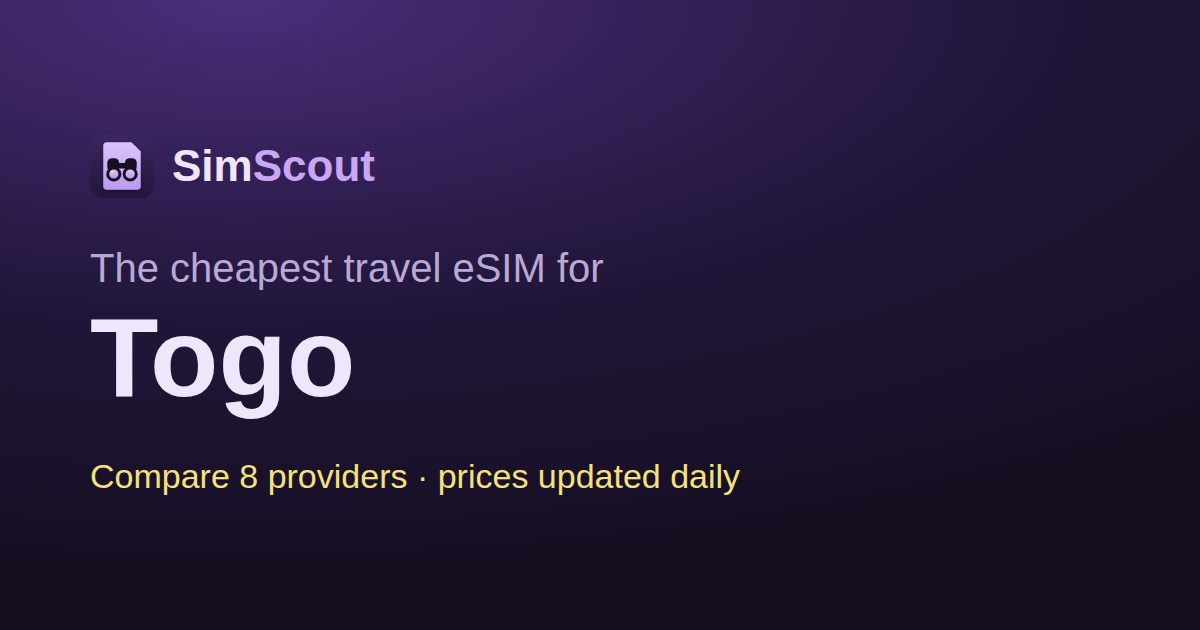 SimScout
The cheapest travel eSIM for
Togo
Compare 8 providers · prices updated daily